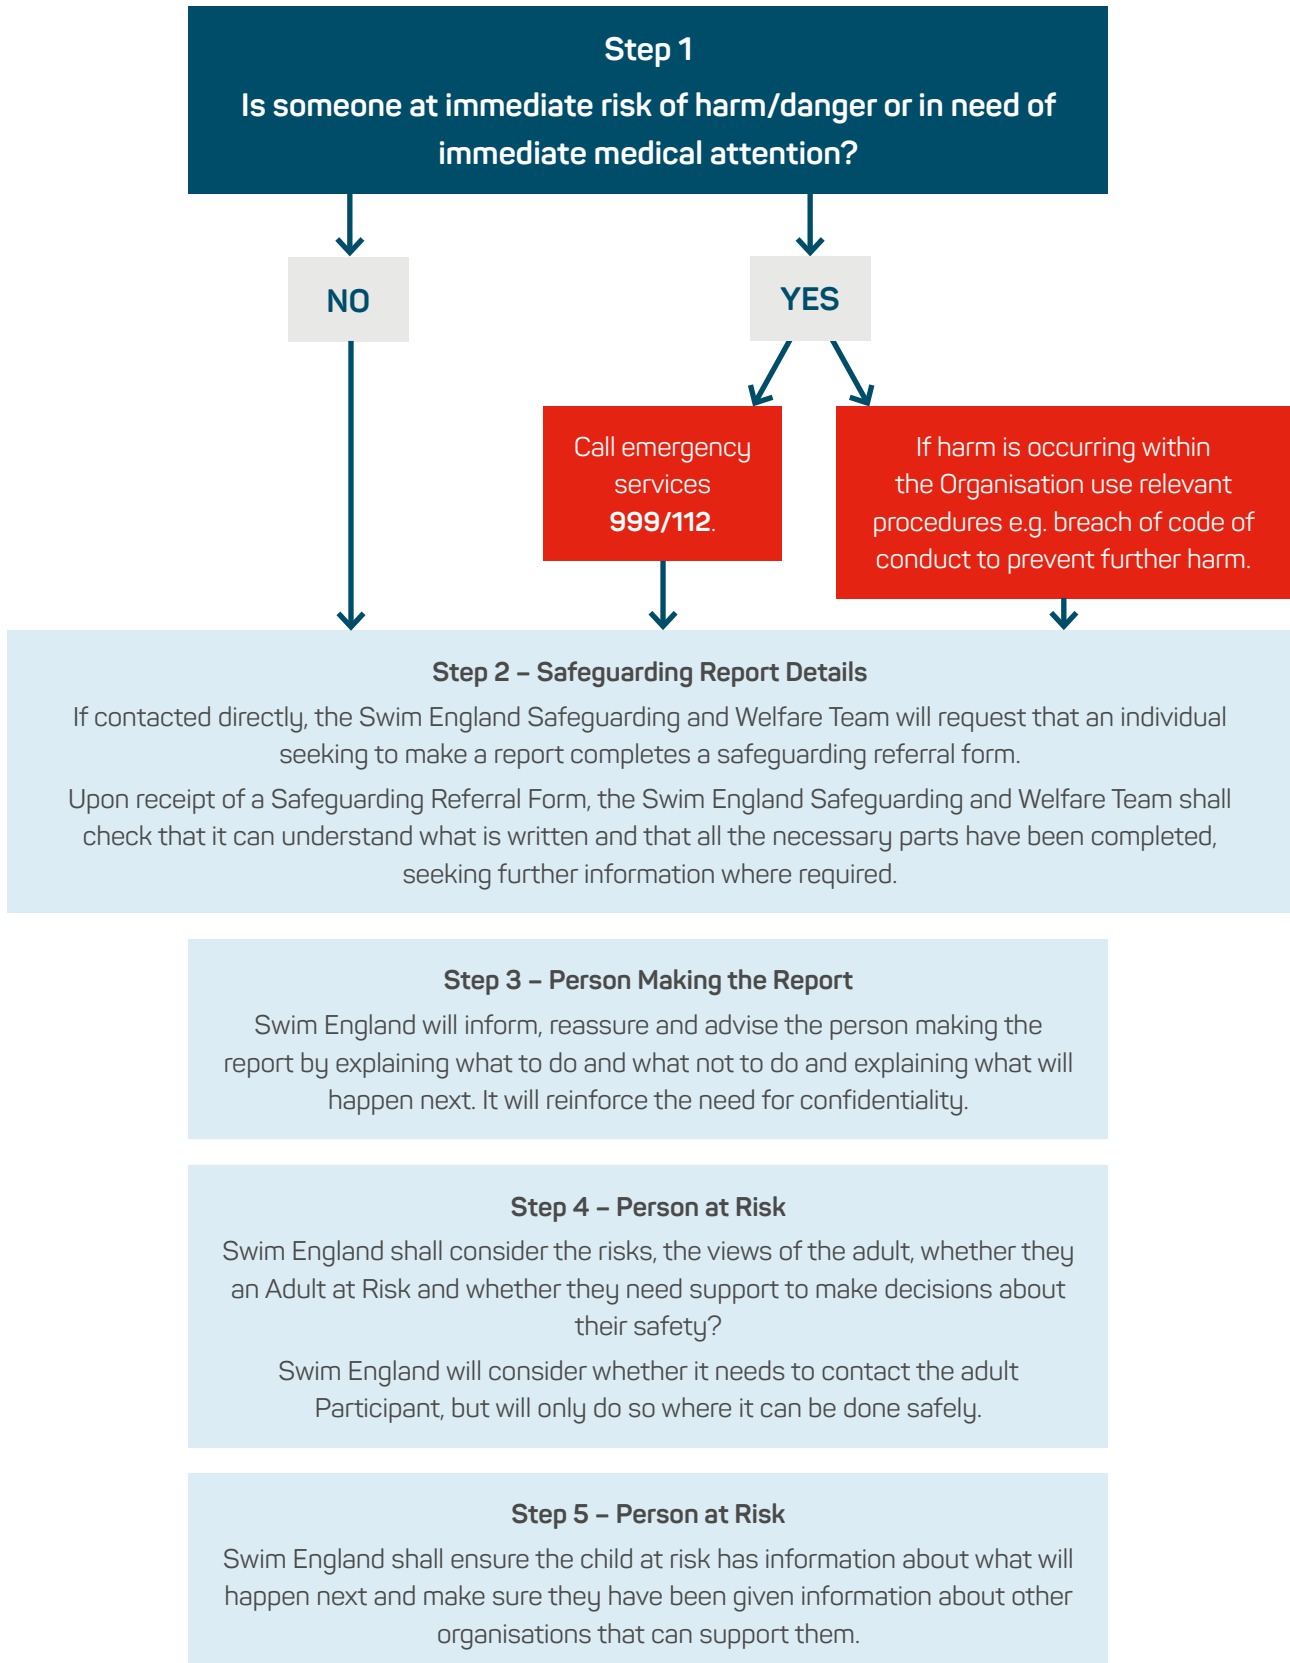 Step 1
Is someone at immediate risk of harm/danger or in need of
immediate medical attention?
NO
YES
Call emergency
services
999/112.
If harm is occurring within
the Organisation use relevant
procedures e.g. breach of code of
conduct to prevent further harm.
Step 2 – Safeguarding Report Details
If contacted directly, the Swim England Safeguarding and Welfare Team will request that an individual
seeking to make a report completes a safeguarding referral form.
Upon receipt of a Safeguarding Referral Form, the Swim England Safeguarding and Welfare Team shall
check that it can understand what is written and that all the necessary parts have been completed,
seeking further information where required.
Step 3 – Person Making the Report
Swim England will inform, reassure and advise the person making the
report by explaining what to do and what not to do and explaining what will
happen next. It will reinforce the need for confidentiality.
Step 4 – Person at Risk
Swim England shall consider the risks, the views of the adult, whether they
an Adult at Risk and whether they need support to make decisions about
their safety?
Swim England will consider whether it needs to contact the adult
Participant, but will only do so where it can be done safely.
Step 5 – Person at Risk
Swim England shall ensure the child at risk has information about what will
happen next and make sure they have been given information about other
organisations that can support them.